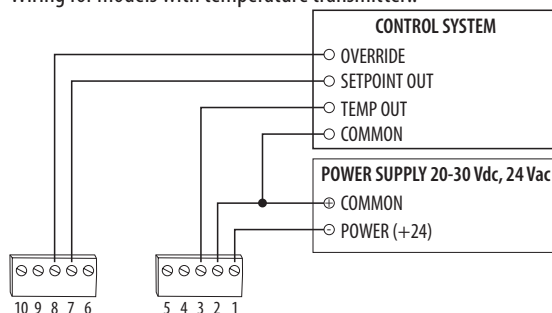 Wiring for models with temperature transmitter..
CONTROL SYSTEM
OVERRIDE
SETPOINT OUT
TEMP OUT
COMMON
POWER SUPPLY 20-30 Vdc, 24 Vac
COMMON
POWER (+24)
10 9 8 7 6
5 4 3 2 1